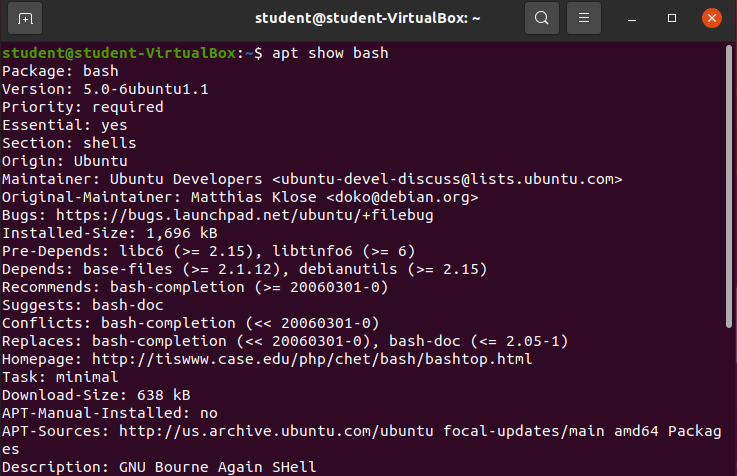 student@student-VirtualBox: ~
student@student-VirtualBox:~$ apt show bash
Package: bash
Version: 5.0-6ubuntu1.1
Priority: required
Essential: yes
Section: shells
Origin: Ubuntu
Maintainer: Ubuntu Developers <ubuntu-devel-discuss@lists.ubuntu.com>
Original-Maintainer: Matthias Klose <doko@debian.org>
Bugs: https://bugs.launchpad.net/ubuntu/+filebug
Installed-Size: 1,696 kB
Pre-Depends: libc6 (>= 2.15), libtinfo6 (>= 6)
Depends: base-files (>= 2.1.12), debianutils (>= 2.15)
Recommends: bash-completion (>= 20060301-0)
Suggests: bash-doc
Conflicts: bash-completion (<< 20060301-0)
Replaces: bash-completion (<< 20060301-0), bash-doc (<= 2.05-1)
Homepage: http://tiswww.case.edu/php/chet/bash/bashtop.html
Task: minimal
Download-Size: 638 kB
APT-Manual-Installed: no
APT-Sources: http://us.archive.ubuntu.com/ubuntu focal-updates/main amd64 Packag
es
Description: GNU Bourne Again SHell